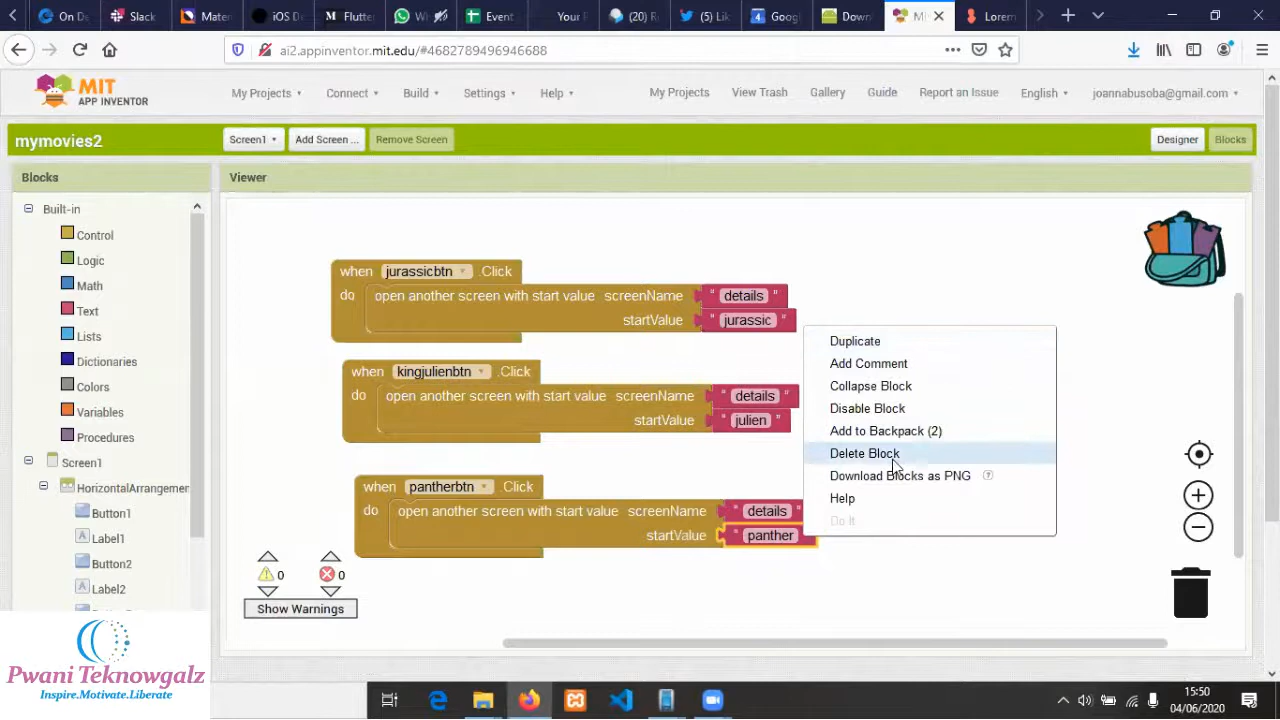 On De
Slack
Mater
iOS De
Flutter
WhatsA
Event
Your P
(20) R
(5) Lik
Googl
Down
MI
Lorem
ai2.appinventor.mit.edu/#4682789496946688
MIT
APP INVENTOR
My Projects
Connect
Build
Settings
Help
My Projects
View Trash
Gallery
Guide
Report an Issue
English
joannabusoba@gmail.com
mymovies2
Screen1
Add Screen ...
Remove Screen
Designer
Blocks
Blocks
Viewer
Built-in
Control
Logic
Math
Text
Lists
Dictionaries
Colors
Variables
Procedures
Screen1
HorizontalArrangemen
Button1
Label1
Button2
Label2
when jurassicbtn .Click
do open another screen with start value screenName " details "
startValue " jurassic "
when kingjulienbtn .Click
do open another screen with start value screenName " details "
startValue " julien "
when pantherbtn .Click
do open another screen with start value screenName " details "
startValue " panther
Duplicate
Add Comment
Collapse Block
Disable Block
Add to Backpack (2)
Delete Block
Download Blocks as PNG ?
Help
Do It
0 0
Show Warnings
Pwani Teknowgalz
Inspire.Motivate.Liberate
15:50
04/06/2020